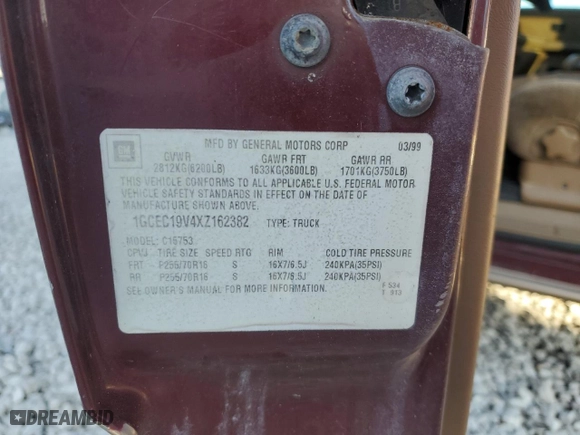 GM
MFD BY GENERAL MOTORS CORP 03/99
GVWR GAWR FRT GAWR RR
2812KG(6200LB) 1633KG(3600LB) 1701KG(3750LB)
THIS VEHICLE CONFORMS TO ALL APPLICABLE U.S. FEDERAL MOTOR
VEHICLE SAFETY STANDARDS IN EFFECT ON THE DATE OF
MANUFACTURE SHOWN ABOVE.
1GCEC19V4XZ162382 TYPE: TRUCK
MODEL: C15753
TIRE SIZE SPEED RTG RIM COLD TIRE PRESSURE
FRT P255/70R16 S 16X7/6.5J 240KPA(35PSI)
RR P255/70R16 S 16X7/6.5J 240KPA(35PSI)
SEE OWNER'S MANUAL FOR MORE INFORMATION.
F 534
T 913
DREAMBID